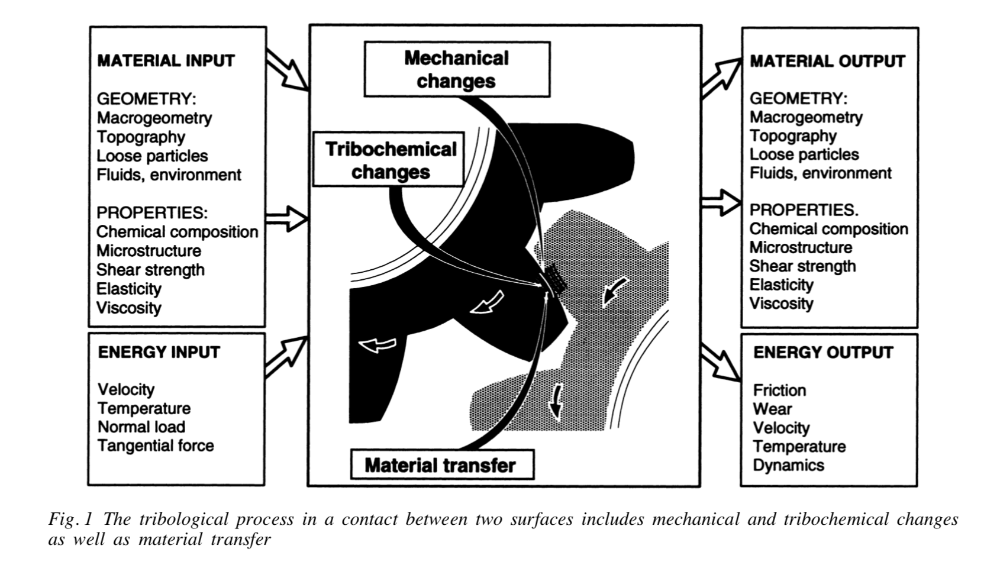 MATERIAL INPUT
GEOMETRY:
Macrogeometry
Topography
Loose particles
Fluids, environment
PROPERTIES:
Chemical composition
Microstructure
Shear strength
Elasticity
Viscosity
ENERGY INPUT
Velocity
Temperature
Normal load
Tangential force
Mechanical
changes
Tribochemical
changes
Material transfer
MATERIAL OUTPUT
GEOMETRY:
Macrogeometry
Topography
Loose particles
Fluids, environment
PROPERTIES.
Chemical composition
Microstructure
Shear strength
Elasticity
Viscosity
ENERGY OUTPUT
Friction
Wear
Velocity
Temperature
Dynamics
Fig. 1 The tribological process in a contact between two surfaces includes mechanical and tribochemical changes
as well as material transfer